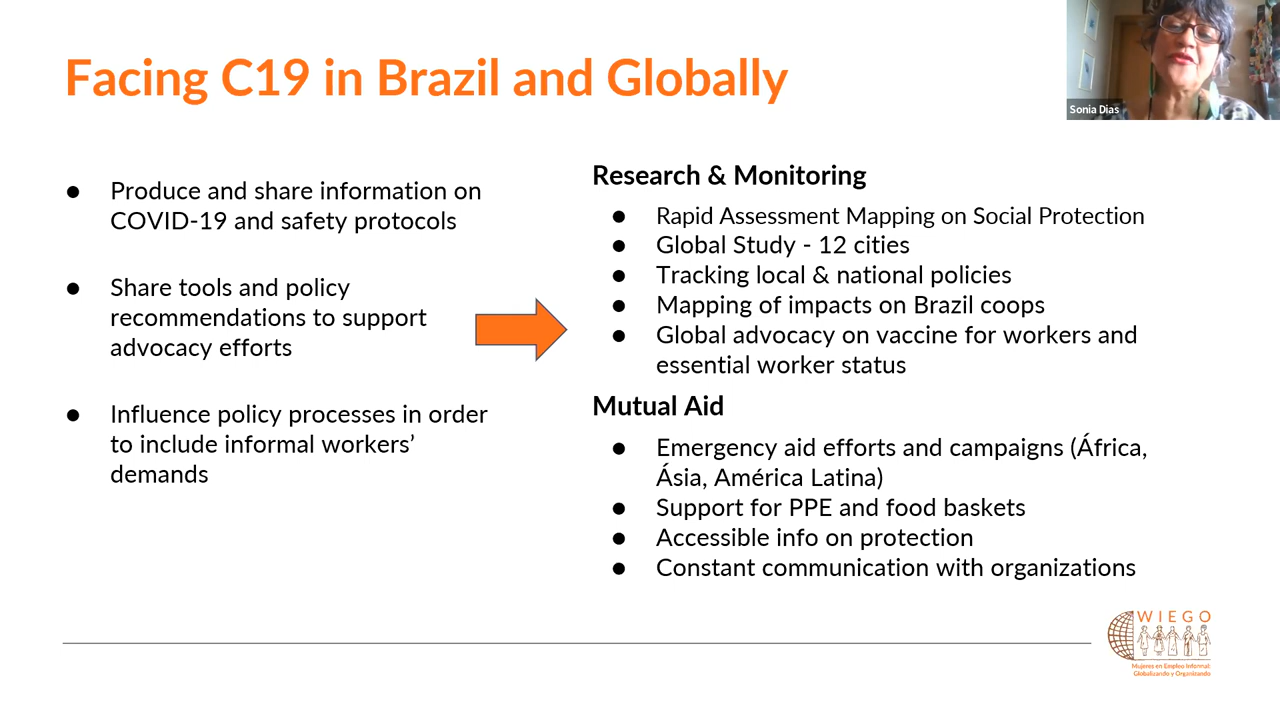 Facing C19 in Brazil and Globally
Sonia Dias
● Produce and share information on
COVID-19 and safety protocols
● Share tools and policy
recommendations to support
advocacy efforts
● Influence policy processes in order
to include informal workers’
demands
Research & Monitoring
● Rapid Assessment Mapping on Social Protection
● Global Study - 12 cities
● Tracking local & national policies
● Mapping of impacts on Brazil coops
● Global advocacy on vaccine for workers and
essential worker status
Mutual Aid
● Emergency aid efforts and campaigns (África,
Ásia, América Latina)
● Support for PPE and food baskets
● Accessible info on protection
● Constant communication with organizations
WIEGO
Mujeres en Empleo Informal:
Globalizando y Organizando